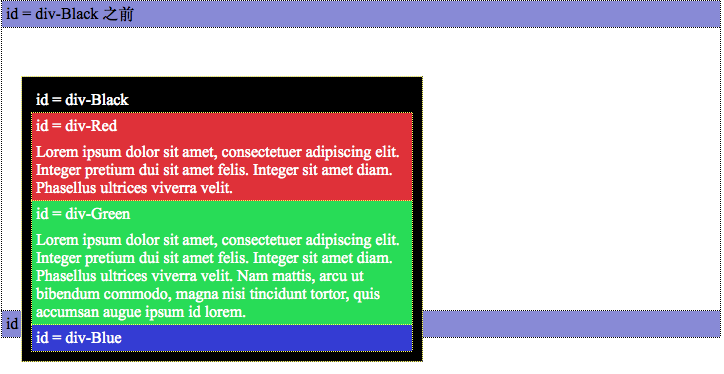 id = div-Black 之前
id = div-Black
id = div-Red
Lorem ipsum dolor sit amet, consectetuer adipiscing elit.
Integer pretium dui sit amet felis. Integer sit amet diam.
Phasellus ultrices viverra velit.
id = div-Green
Lorem ipsum dolor sit amet, consectetuer adipiscing elit.
Integer pretium dui sit amet felis. Integer sit amet diam.
Phasellus ultrices viverra velit. Nam mattis, arcu ut
bibendum commodo, magna nisi tincidunt tortor, quis
accumsan augue ipsum id lorem.
id
id = div-Blue